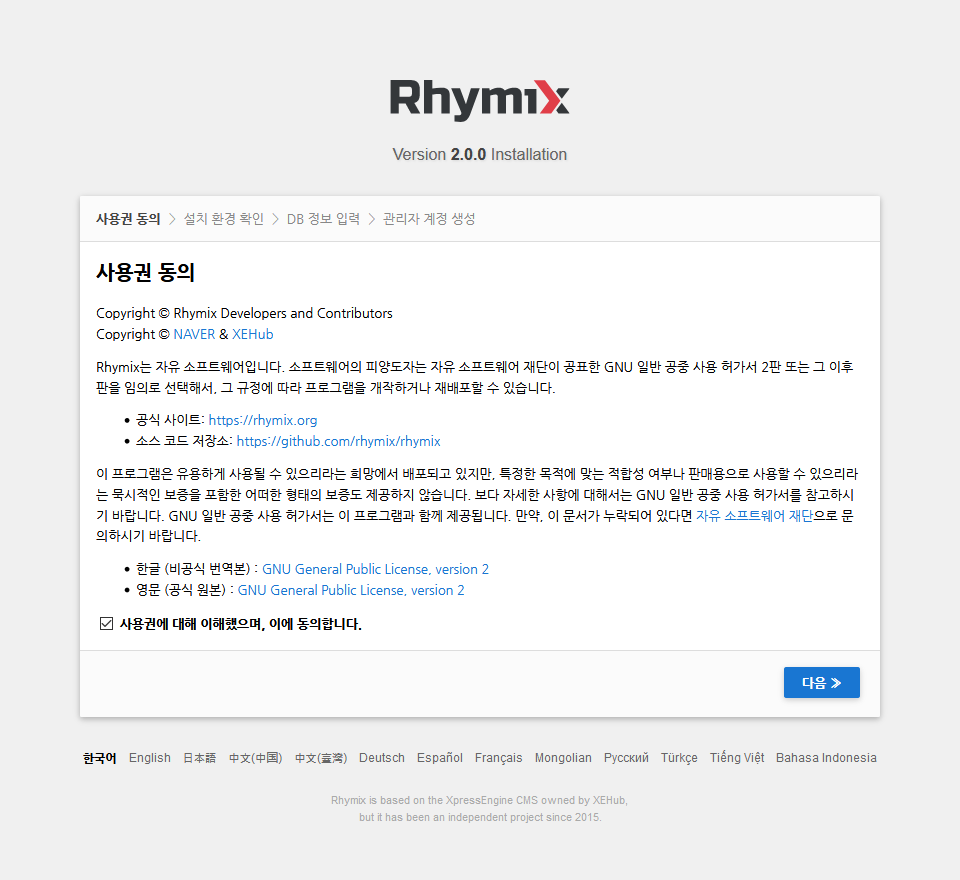 Rhymix
Version 2.0.0 Installation
사용권 동의 > 설치 환경 확인 > DB 정보 입력 > 관리자 계정 생성
사용권 동의
Copyright © Rhymix Developers and Contributors
Copyright © NAVER & XEHub
Rhymix는 자유 소프트웨어입니다. 소프트웨어의 피양도자는 자유 소프트웨어 재단이 공표한 GNU 일반 공중 사용 허가서 2판 또는 그 이후
판을 임의로 선택해서, 그 규정에 따라 프로그램을 개작하거나 재배포할 수 있습니다.
• 공식 사이트: https://rhymix.org
• 소스 코드 저장소: https://github.com/rhymix/rhymix
이 프로그램은 유용하게 사용될 수 있으리라는 희망에서 배포되고 있지만, 특정한 목적에 맞는 적합성 여부나 판매용으로 사용할 수 있으리라
는 묵시적인 보증을 포함한 어떠한 형태의 보증도 제공하지 않습니다. 보다 자세한 사항에 대해서는 GNU 일반 공중 사용 허가서를 참고하시
기 바랍니다. GNU 일반 공중 사용 허가서는 이 프로그램과 함께 제공됩니다. 만약, 이 문서가 누락되어 있다면 자유 소프트웨어 재단으로 문
의하시기 바랍니다.
• 한글 (비공식 번역본) : GNU General Public License, version 2
• 영문 (공식 원본) : GNU General Public License, version 2
사용권에 대해 이해했으며, 이에 동의합니다.
다음 ≫
한국어 English 日本語 中文(中国) 中文(臺灣) Deutsch Español Français Mongolian Русский Türkçe Tiếng Việt Bahasa Indonesia
Rhymix is based on the XpressEngine CMS owned by XEHub,
but it has been an independent project since 2015.